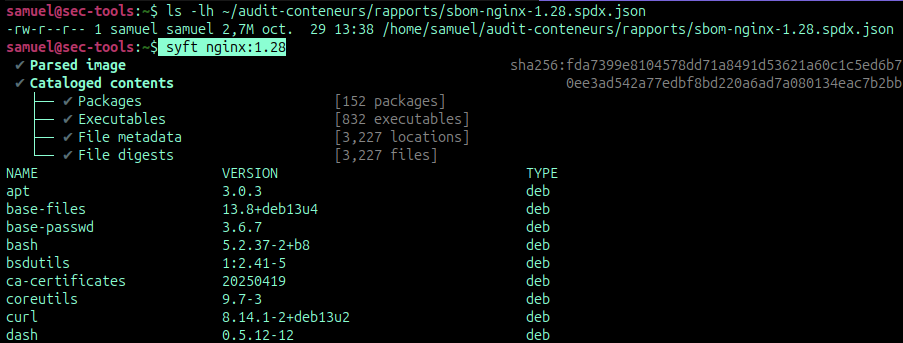 samuel@sec-tools:~$ ls -lh ~/audit-conteneurs/rapports/sbom-nginx-1.28.spdx.json
-rw-r--r-- 1 samuel samuel 2,7M oct.  29 13:38 /home/samuel/audit-conteneurs/rapports/sbom-nginx-1.28.spdx.json
samuel@sec-tools:~$ syft nginx:1.28
✔ Parsed image sha256:fda7399e8104578dd71a8491d53621a60c1c5ed6b7
✔ Cataloged contents 0ee3ad542a77edbf8bd220a6ad7a080134eac7b2bb
├── ✔ Packages [152 packages]
├── ✔ Executables [832 executables]
├── ✔ File metadata [3,227 locations]
└── ✔ File digests [3,227 files]
NAME VERSION TYPE
apt 3.0.3 deb
base-files 13.8+deb13u4 deb
base-passwd 3.6.7 deb
bash 5.2.37-2+b8 deb
bsdutils 1:2.41-5 deb
ca-certificates 20250419 deb
coreutils 9.7-3 deb
curl 8.14.1-2+deb13u2 deb
dash 0.5.12-12 deb